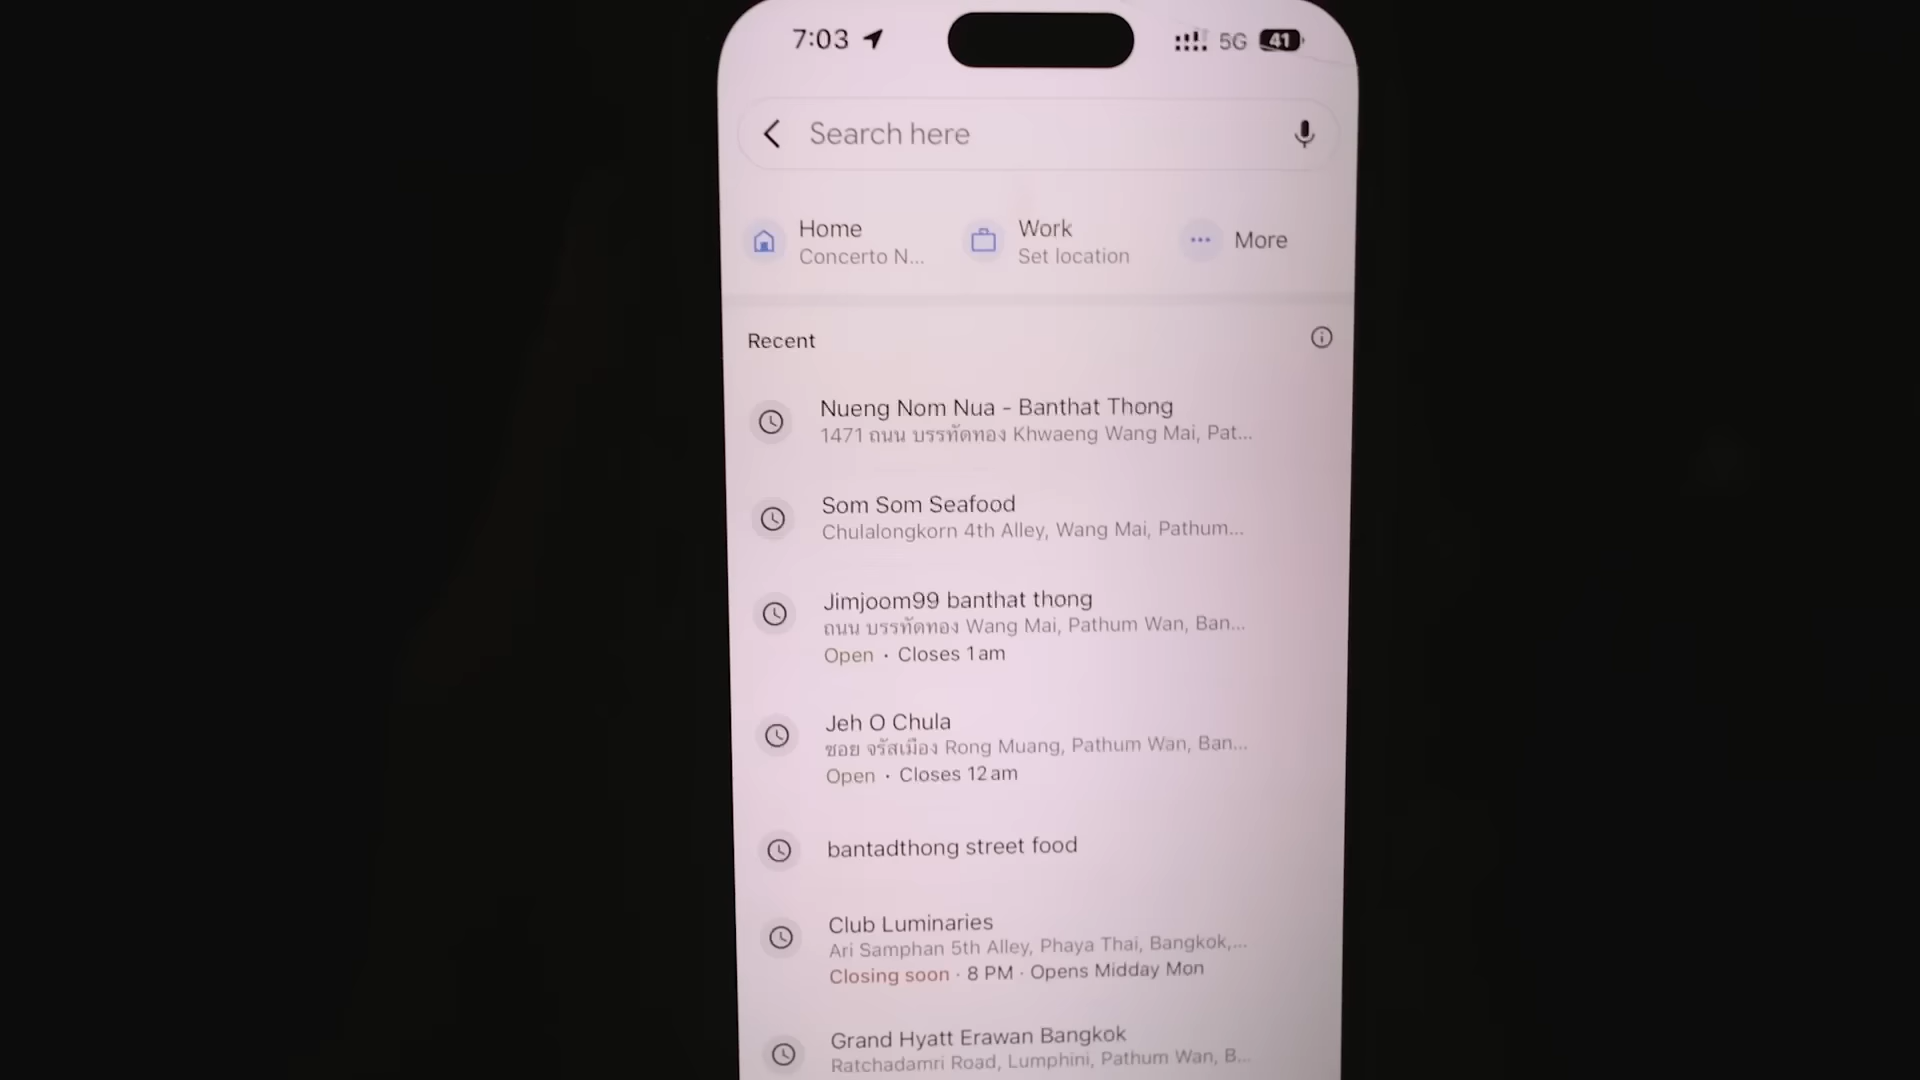 7:03 5G 41
Search here
Home
Concerto N...
Work
Set location
More
Recent
Nueng Nom Nua - Banthat Thong
1471 ถนน บรรทัดทอง Khwaeng Wang Mai, Pat...
Som Som Seafood
Chulalongkorn 4th Alley, Wang Mai, Pathum...
Jimjoom99 banthat thong
ถนน บรรทัดทอง Wang Mai, Pathum Wan, Ban...
Open · Closes 1 am
Jeh O Chula
ซอย จรัสเมือง Rong Muang, Pathum Wan, Ban...
Open · Closes 12 am
bantadthong street food
Club Luminaries
Ari Samphan 5th Alley, Phaya Thai, Bangkok,...
Closing soon · 8 PM · Opens Midday Mon
Grand Hyatt Erawan Bangkok
Ratchadamri Road, Lumphini, Pathum Wan, B...